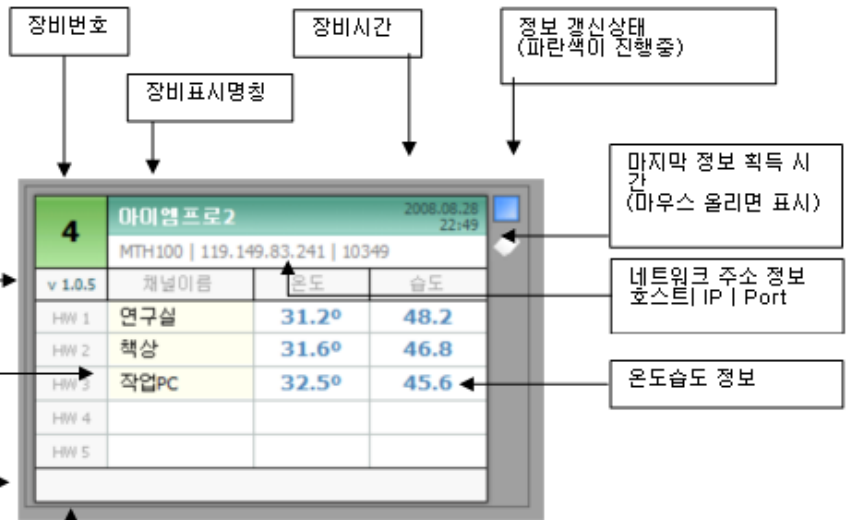 장비번호
장비시간
정보 갱신상태
(파란색이 진행중)
장비표시명칭
마지막 정보 획득 시
간
(마우스 올리면 표시)
4
아이엠프로2
2008.08.28
22:49
MTH100 | 119.149.83.241 | 10349
네트워크 주소 정보
호스트| IP | Port
v 1.0.5 채널이름 온도 습도
HW 1 연구실 31.2º 48.2
HW 2 책상 31.6º 46.8
HW 3 작업PC 32.5º 45.6
온도습도 정보
HW 4
HW 5